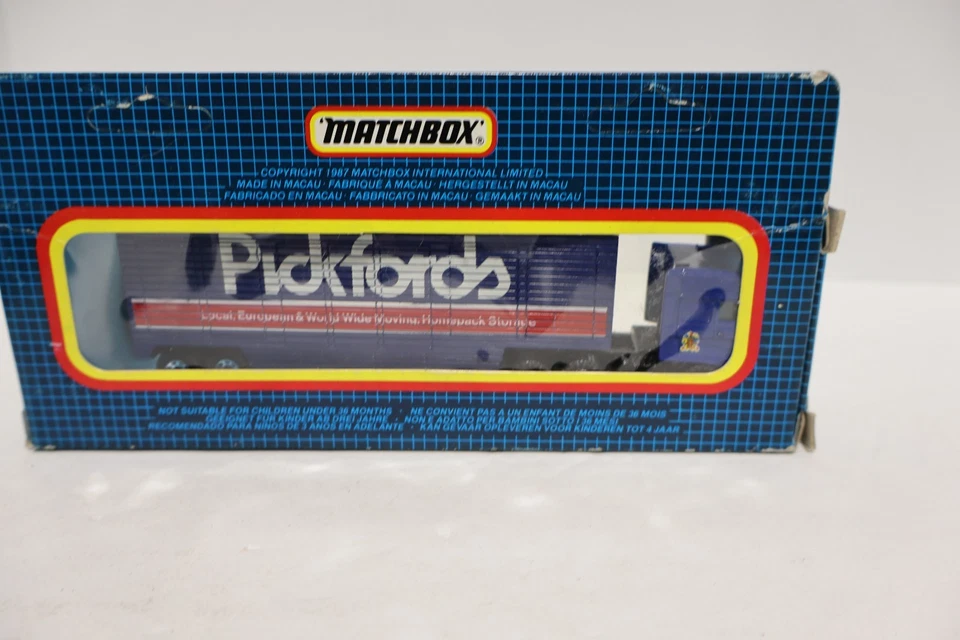 "MATCHBOX"®
COPYRIGHT 1987 MATCHBOX INTERNATIONAL LIMITED
MADE IN MACAU · FABRIQUÉ A MACAU · HERGESTELLT IN MACAU
FABRICADO EN MACAU · FABBRICATO IN MACAU · GEMAAKT IN MACAU
Pickfords
Local, European & World Wide Moving, Homepack Storage
NOT SUITABLE FOR CHILDREN UNDER 36 MONTHS · NE CONVIENT PAS A UN ENFANT DE MOINS DE 36 MOIS
GEEIGNET FUR KINDER AB DREI JAHRE · NON E ADATTO PER BAMBINI SOTTO I 36 MESI
RECOMENDADO PARA NINOS DE 3 ANOS EN ADELANTE · KAN GEVAAR OPLEVEREN VOOR KINDEREN TOT 4 JAAR